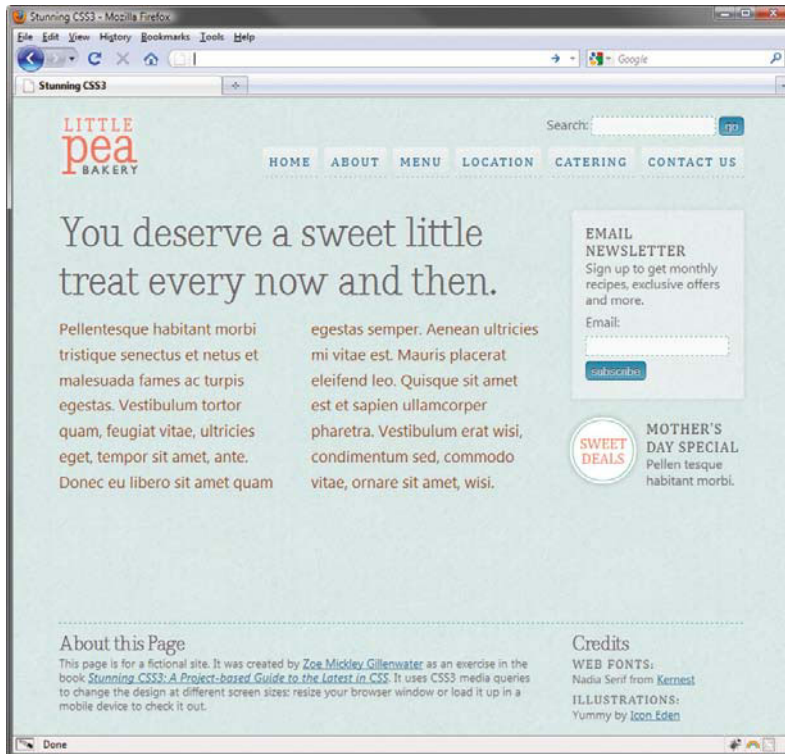 Stunning CSS3 - Mozilla Firefox
File Edit View History Bookmarks Tools Help
Google
Stunning CSS3
LITTLE
pea
BAKERY
Search: go
HOME ABOUT MENU LOCATION CATERING CONTACT US
You deserve a sweet little
treat every now and then.
Pellentesque habitant morbi
tristique senectus et netus et
malesuada fames ac turpis
egestas. Vestibulum tortor
quam, feugiat vitae, ultricies
eget, tempor sit amet, ante.
Donec eu libero sit amet quam
egestas semper. Aenean ultricies
mi vitae est. Mauris placerat
eleifend leo. Quisque sit amet
est et sapien ullamcorper
pharetra. Vestibulum erat wisi,
condimentum sed, commodo
vitae, ornare sit amet, wisi.
EMAIL
NEWSLETTER
Sign up to get monthly
recipes, exclusive offers
and more.
Email:
subscribe
SWEET
DEALS
MOTHER'S
DAY SPECIAL
Pellen tesque
habitant morbi.
About this Page
This page is for a fictional site. It was created by Zoe Mickley Gillenwater as an exercise in the
book Stunning CSS3: A Project-based Guide to the Latest in CSS. It uses CSS3 media queries
to change the design at different screen sizes: resize your browser window or load it up in a
mobile device to check it out.
Credits
WEB FONTS:
Nadia Serif from Kernest
ILLUSTRATIONS:
Yummy by Icon Eden
Done